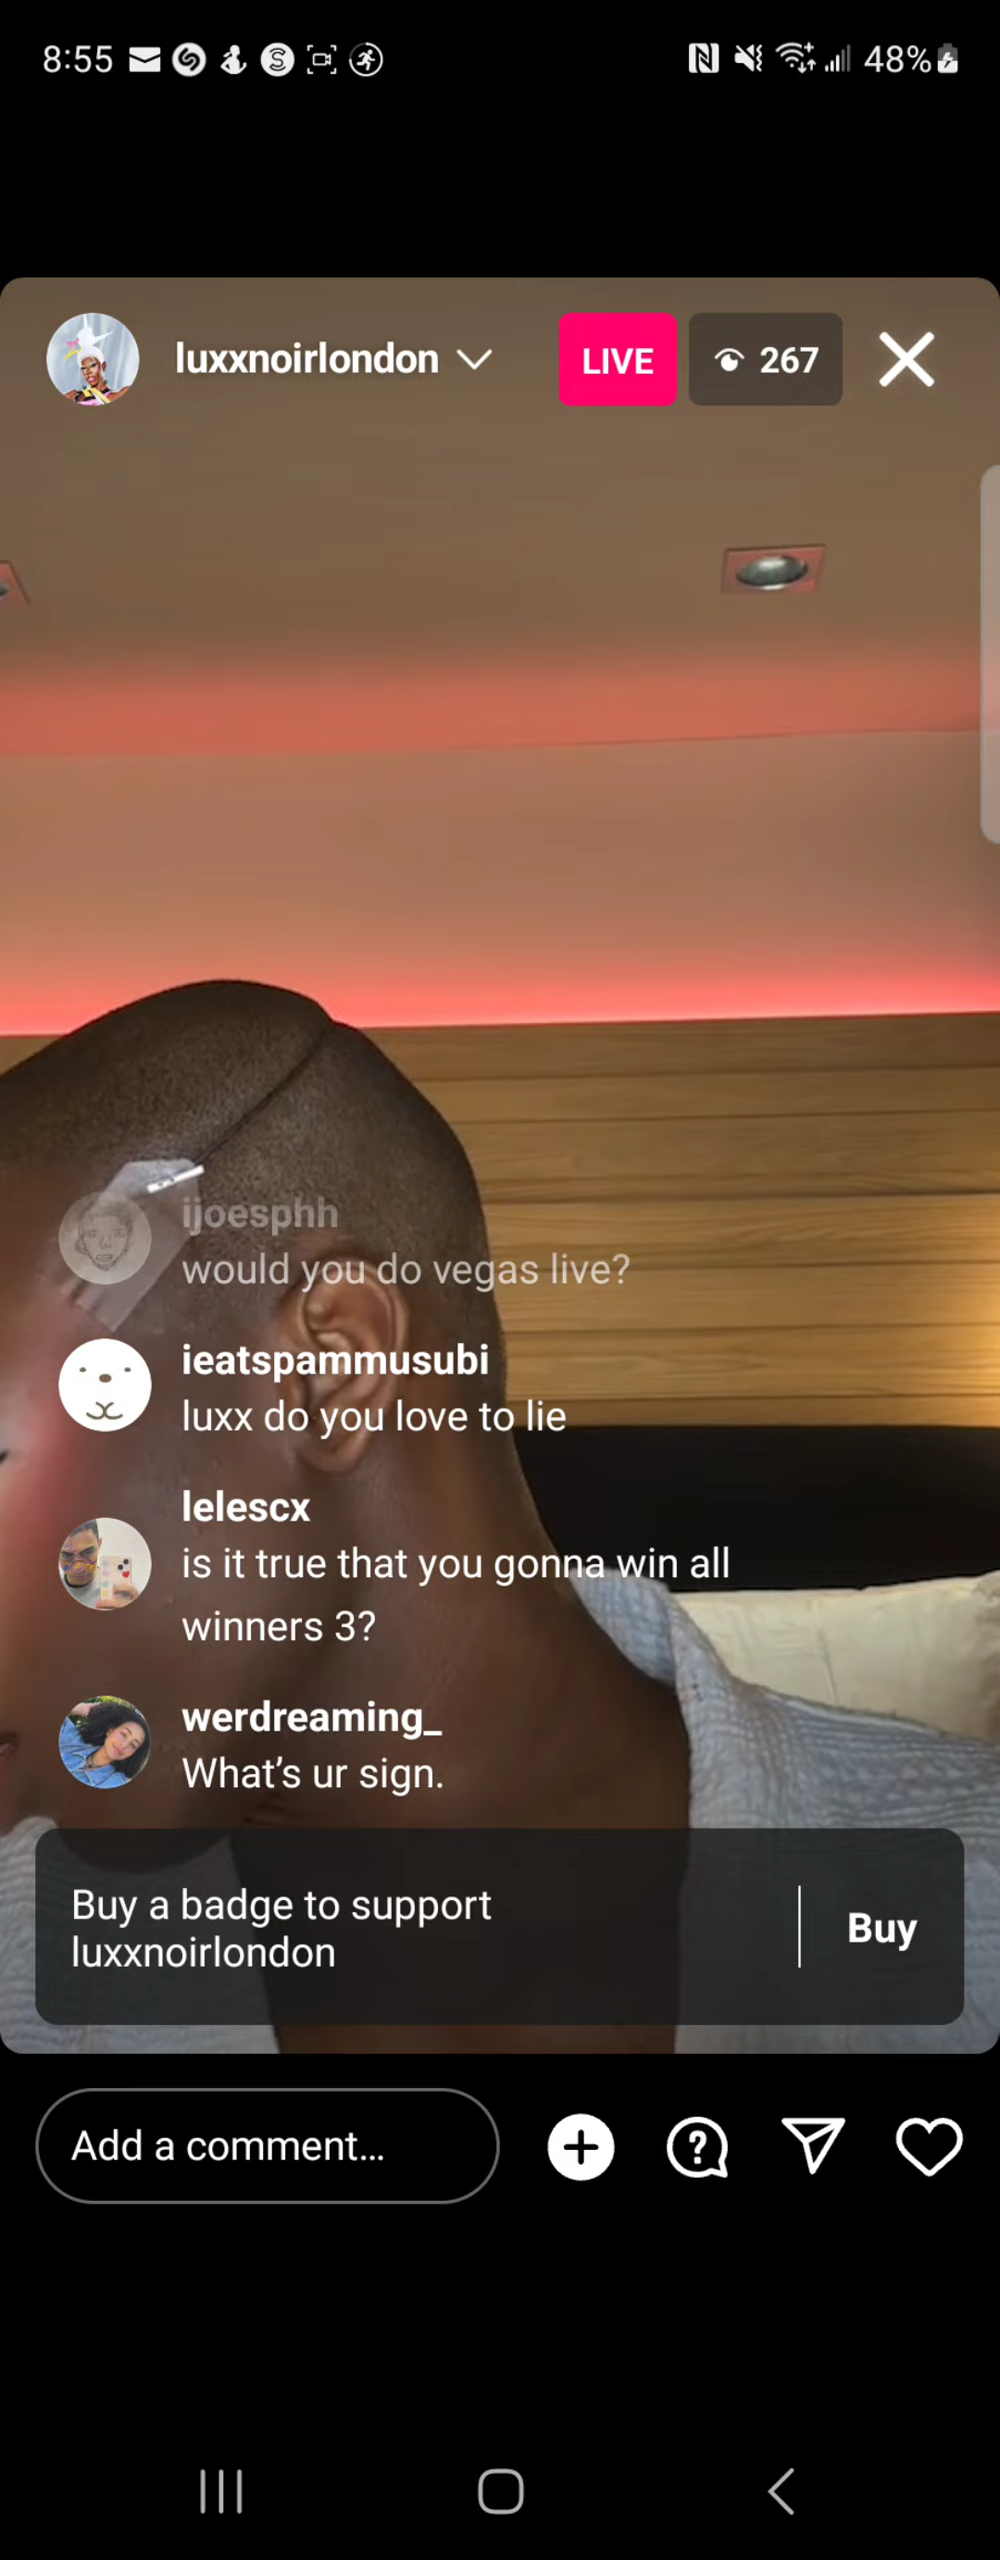 8:55
48%
luxxnoirlondon
LIVE
267
ijoesphh
would you do vegas live?
ieatspammusubi
luxx do you love to lie
lelescx
is it true that you gonna win all
winners 3?
werdreaming_
What's ur sign.
Buy a badge to support
luxxnoirlondon
Buy
Add a comment...